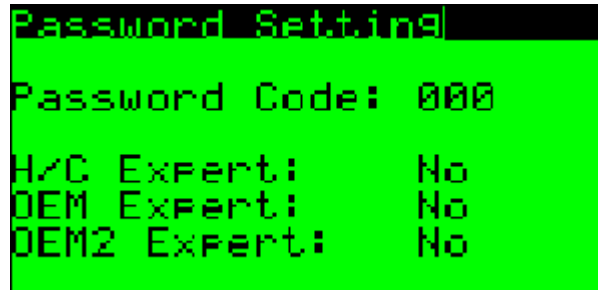 Password Setting
Password Code: 000
H/C Expert: No
OEM Expert: No
OEM2 Expert: No